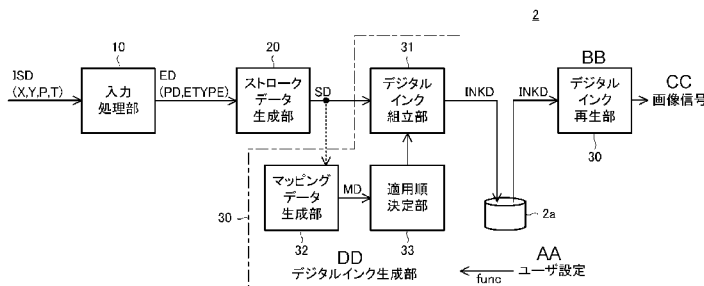 2
10
20
31
BB
ISD
(X,Y,P,T)
入力
処理部
ED
(PD,ETYPE)
ストローク
データ
生成部
SD
デジタル
インク
組立部
INKD
INKD
デジタル
インク
再生部
30
CC
画像信号
マッピング
データ
生成部
MD
適用順
決定部
30
32
33
2a
DD
デジタルインク生成部
AA
ユーザ設定
func